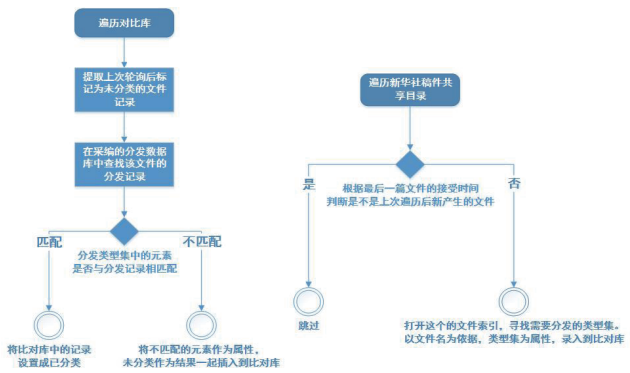 遍历对比库
提取上次轮询后标
记为未分类的文件
记录
在采编的分发数据
库中查找该文件的
分发记录
匹配
不匹配
分发类型集中的元素
是否与分发记录相匹配
将比对库中的记录
设置成已分类
将不匹配的元素作为属性,
未分类作为结果一起插入到比对库
遍历新华社稿件共
享目录
是
否
根据最后一篇文件的接受时间
判断是不是上次遍历后新产生的文件
跳过
打开这个的文件索引，寻找需要分发的类型集。
以文件名为依据，类型集为属性，录入到比对库